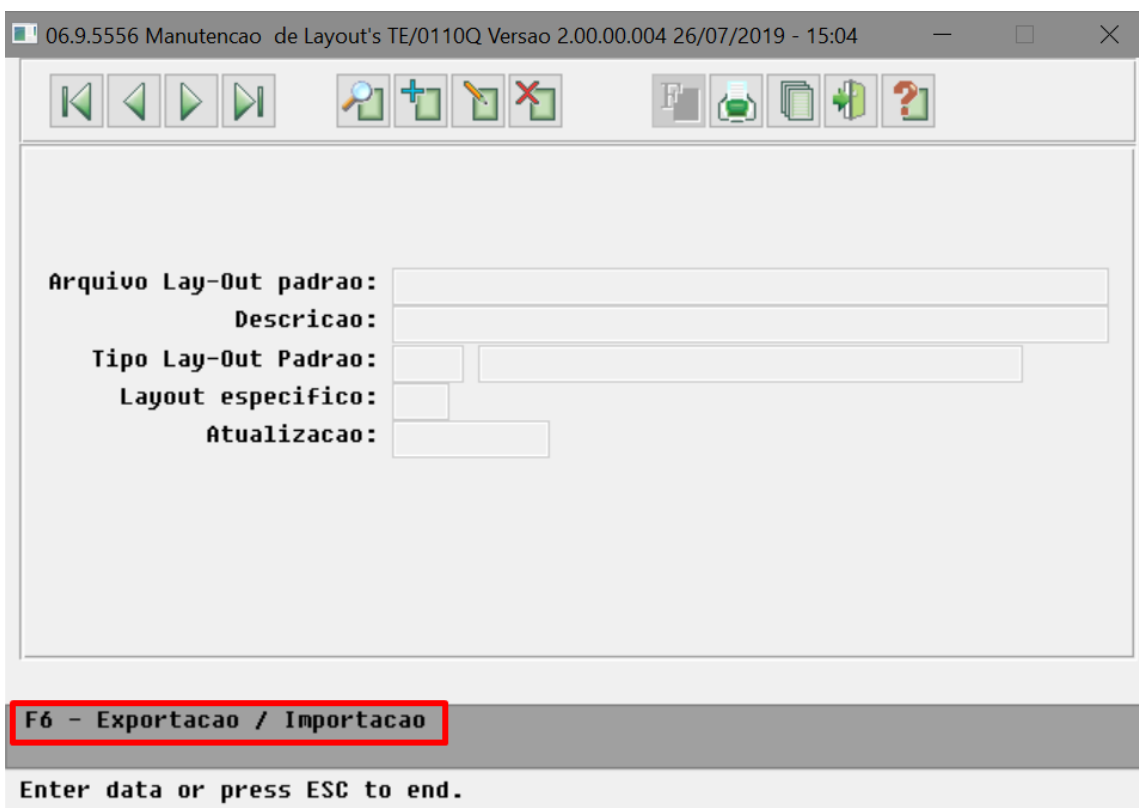 06.9.5556 Manutencao  de Layout's TE/0110Q Versao 2.00.00.004 26/07/2019 - 15:04
F
Arquivo Lay-Out padrao:
Descricao:
Tipo Lay-Out Padrao:
Layout especifico:
Atualizacao:
F6 - Exportacao / Importacao
Enter data or press ESC to end.